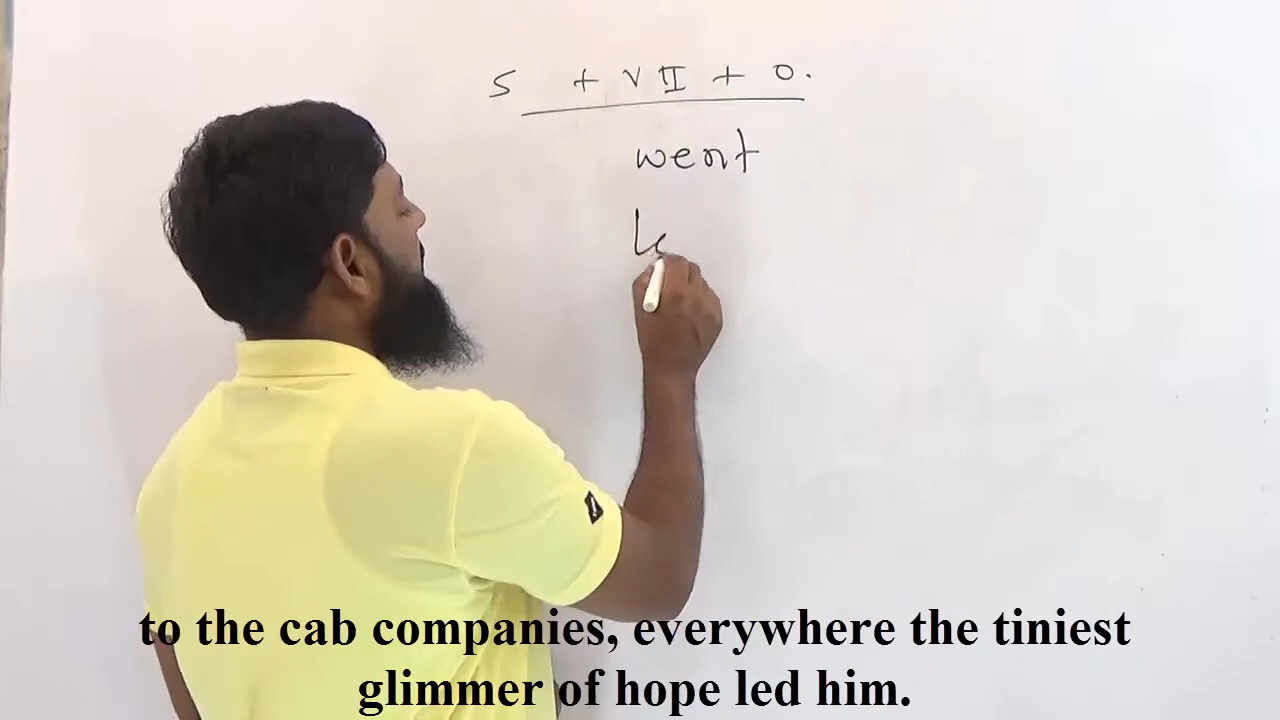 S + V II + O.
went
to the cab companies, everywhere the tiniest
glimmer of hope led him.